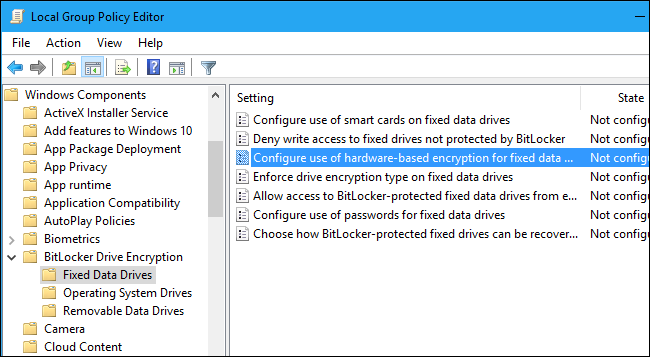 Local Group Policy Editor
File Action View Help
Windows Components
ActiveX Installer Service
Add features to Windows 10
App Package Deployment
App Privacy
App runtime
Application Compatibility
AutoPlay Policies
Biometrics
BitLocker Drive Encryption
Fixed Data Drives
Operating System Drives
Removable Data Drives
Camera
Cloud Content
Setting State
Configure use of smart cards on fixed data drives Not config
Deny write access to fixed drives not protected by BitLocker Not config
Configure use of hardware-based encryption for fixed data ... Not config
Enforce drive encryption type on fixed data drives Not config
Allow access to BitLocker-protected fixed data drives from e... Not config
Configure use of passwords for fixed data drives Not config
Choose how BitLocker-protected fixed drives can be recover... Not config